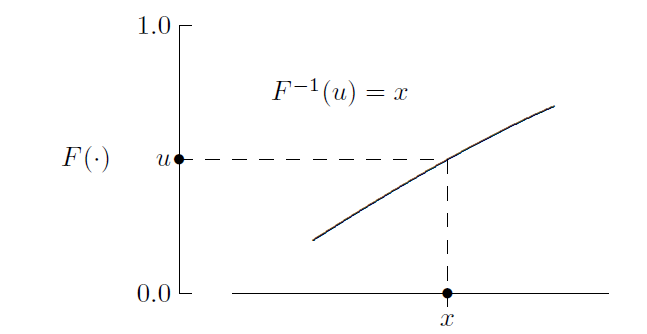 1.0
F⁻¹(u) = x
F(·) u
0.0
x